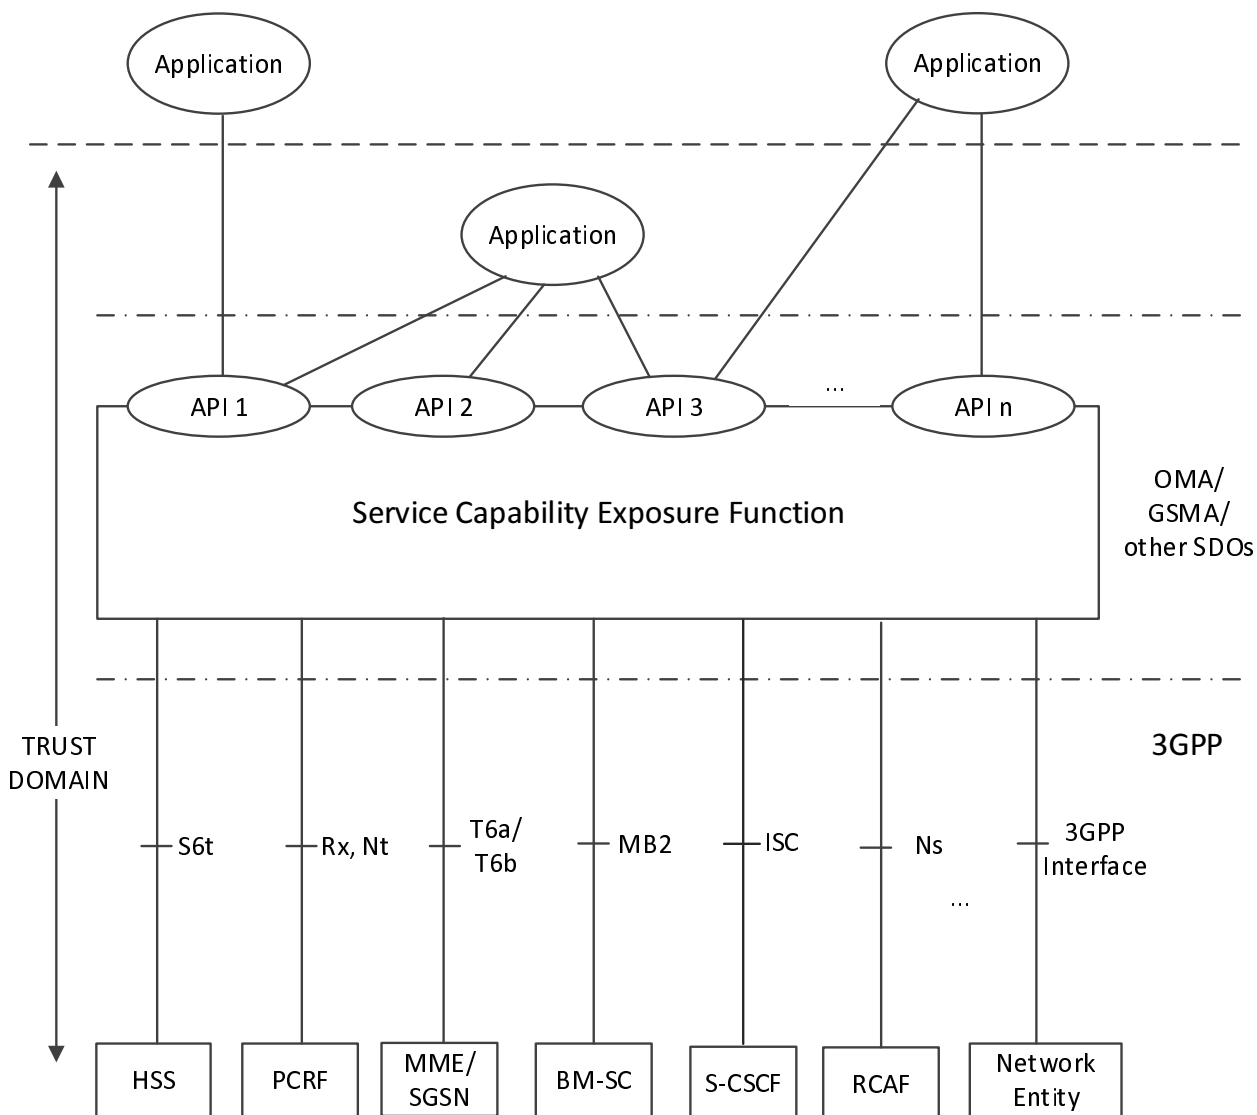 Application
Application
Application
API 1
API 2
API 3
...
API n
Service Capability Exposure Function
OMA/
GSMA/
other SDOs
TRUST
DOMAIN
3GPP
S6t
Rx, Nt
T6a/
T6b
MB2
ISC
Ns
3GPP
Interface
...
HSS
PCRF
MME/
SGSN
BM-SC
S-CSCF
RCAF
Network
Entity